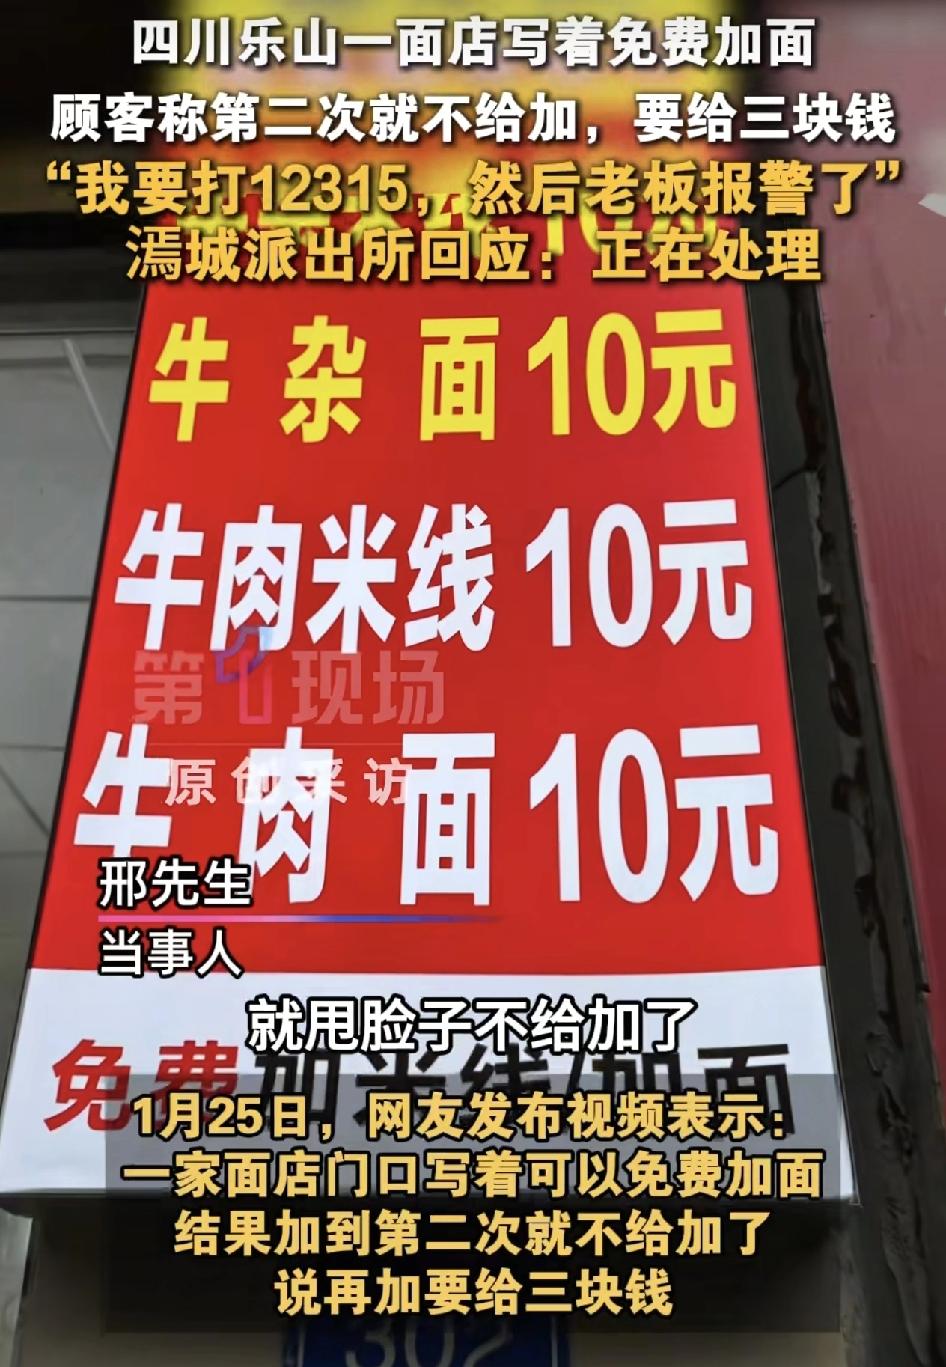 四川乐山一面店写着免费加面
顾客称第二次就不给加，要给三块钱
“我要打12315，然后老板报警了”
漹城派出所回应：正在处理
牛杂面10元
牛肉米线10元
第1现场
原创采访
牛肉面10元
邢先生
当事人
就甩脸子不给加了
免费加米线/加面
1月25日，网友发布视频表示：
一家面店门口写着可以免费加面
结果加到第二次就不给加了
说再加要给三块钱
302